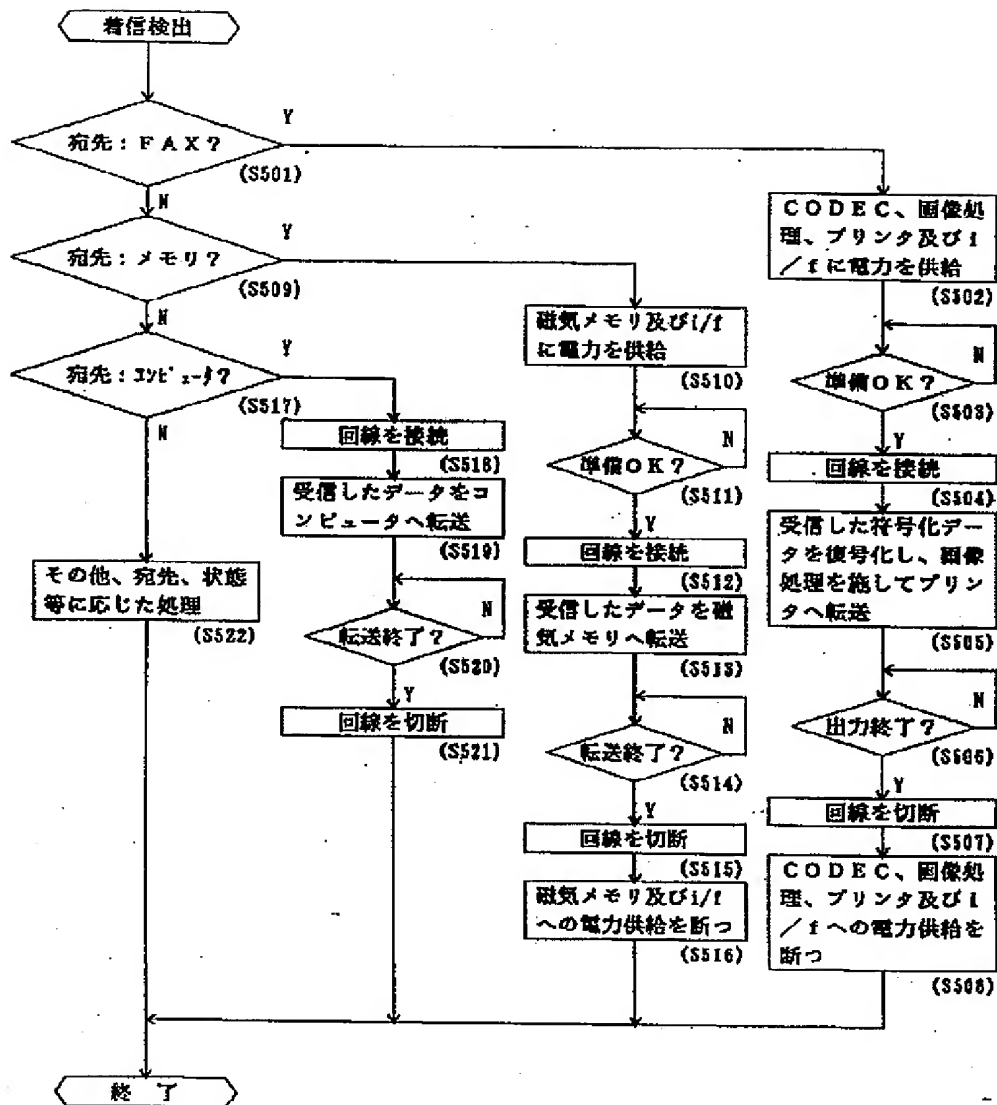 着信検出
宛先：ＦＡＸ？
Y
(S501)
N
宛先：メモリ？
Y
(S509)
N
宛先：ｺﾝﾋﾟｭｰﾀ？
Y
(S517)
N
その他、宛先、状態
等に応じた処理
(S522)
回線を接続
(S518)
受信したデータをコ
ンピュータへ転送
(S519)
N
転送終了？
(S520)
Y
回線を切断
(S521)
磁気メモリ及びi/f
に電力を供給
(S510)
N
準備OK？
(S511)
Y
回線を接続
(S512)
受信したデータを磁
気メモリへ転送
(S513)
N
転送終了？
(S514)
Y
回線を切断
(S515)
磁気メモリ及びi/f
への電力供給を断つ
(S516)
ＣＯＤＥＣ、画像処
理、プリンタ及びｉ
／ｆに電力を供給
(S502)
N
準備OK？
(S503)
Y
回線を接続
(S504)
受信した符号化デー
タを復号化し、画像
処理を施してプリン
タへ転送
(S505)
N
出力終了？
(S506)
Y
回線を切断
(S507)
ＣＯＤＥＣ、画像処
理、プリンタ及びｉ
／ｆへの電力供給を
断つ
(S508)
終 了